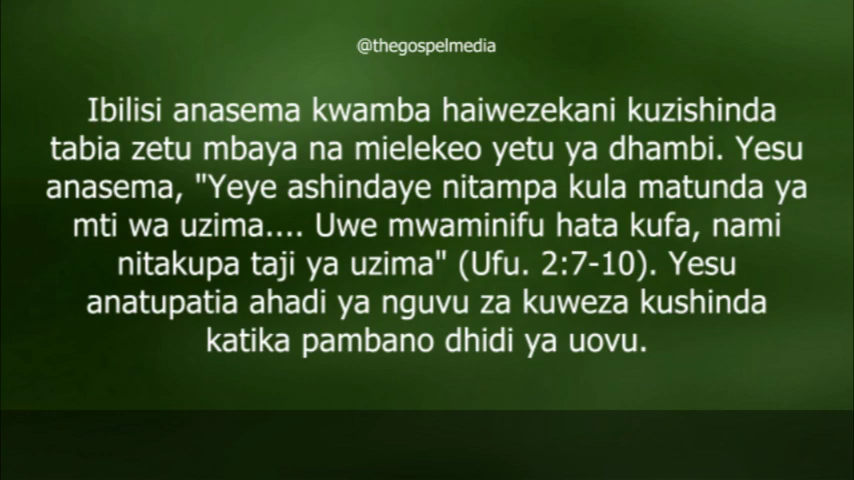 @thegospelmedia
Ibilisi anasema kwamba haiwezekani kuzishinda
tabia zetu mbaya na mielekeo yetu ya dhambi. Yesu
anasema, "Yeye ashindaye nitampa kula matunda ya
mti wa uzima.... Uwe mwaminifu hata kufa, nami
nitakupa taji ya uzima" (Ufu. 2:7-10). Yesu
anatupatia ahadi ya nguvu za kuweza kushinda
katika pambano dhidi ya uovu.